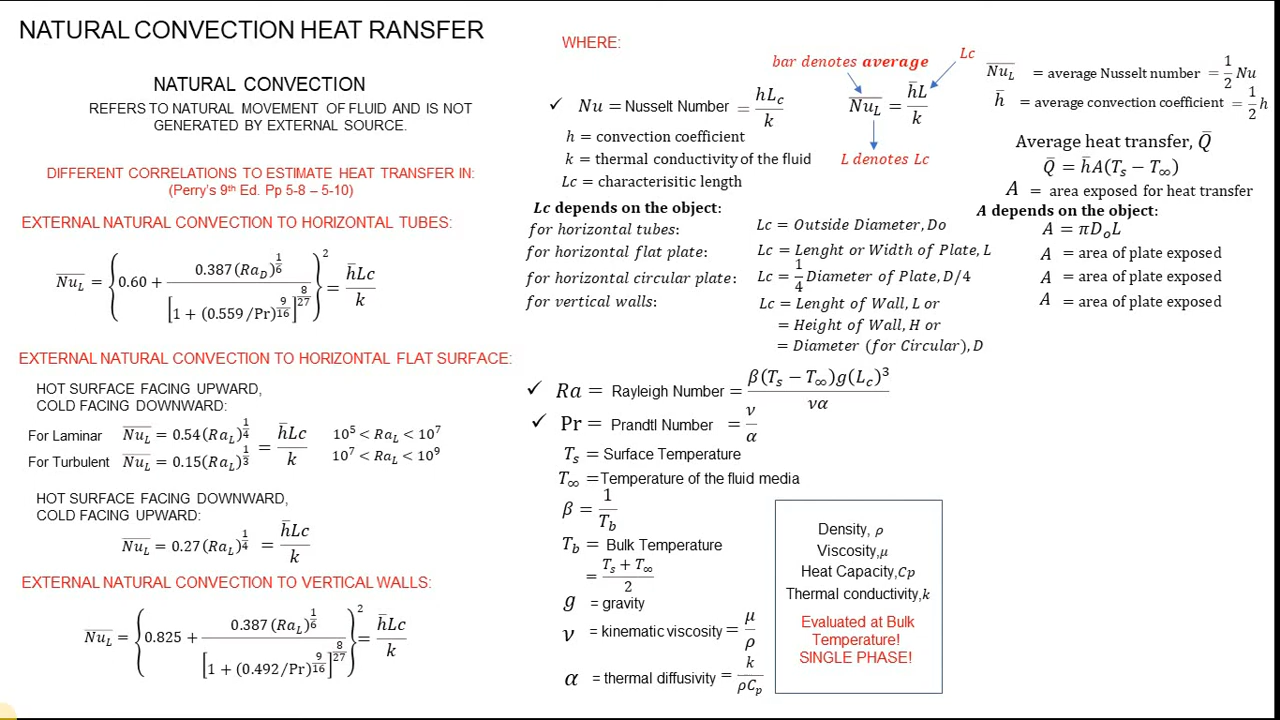 NATURAL CONVECTION HEAT RANSFER
NATURAL CONVECTION
REFERS TO NATURAL MOVEMENT OF FLUID AND IS NOT
GENERATED BY EXTERNAL SOURCE.
DIFFERENT CORRELATIONS TO ESTIMATE HEAT TRANSFER IN:
(Perry's 9th Ed. Pp 5-8 – 5-10)
EXTERNAL NATURAL CONVECTION TO HORIZONTAL TUBES:
\overline{Nu_L} = {0.60 + 0.387 (Ra_D)^{1/6} / [1 + (0.559/Pr)^{9/16}]^{8/27}}^2 = h̄Lc/k
EXTERNAL NATURAL CONVECTION TO HORIZONTAL FLAT SURFACE:
HOT SURFACE FACING UPWARD,
COLD FACING DOWNWARD:
For Laminar \overline{Nu_L} = 0.54(Ra_L)^{1/4} = h̄Lc/k 10^5 < Ra_L < 10^7
For Turbulent \overline{Nu_L} = 0.15(Ra_L)^{1/3} 10^7 < Ra_L < 10^9
HOT SURFACE FACING DOWNWARD,
COLD FACING UPWARD:
\overline{Nu_L} = 0.27(Ra_L)^{1/4} = h̄Lc/k
EXTERNAL NATURAL CONVECTION TO VERTICAL WALLS:
\overline{Nu_L} = {0.825 + 0.387 (Ra_L)^{1/6} / [1 + (0.492/Pr)^{9/16}]^{8/27}}^2 = h̄Lc/k
WHERE:
✓ Nu = Nusselt Number = hL_c/k
h = convection coefficient
k = thermal conductivity of the fluid
Lc = characterisitic length
bar denotes average
Lc
\overline{Nu_L} = h̄L/k
L denotes Lc
\overline{Nu_L} = average Nusselt number = 1/2 Nu
h̄ = average convection coefficient = 1/2 h
Average heat transfer, Q̄
Q̄ = h̄A(T_s − T_∞)
A = area exposed for heat transfer
Lc depends on the object:
A depends on the object:
for horizontal tubes: Lc = Outside Diameter, Do A = πD_oL
for horizontal flat plate: Lc = Lenght or Width of Plate, L A = area of plate exposed
for horizontal circular plate: Lc = 1/4 Diameter of Plate, D/4 A = area of plate exposed
for vertical walls: Lc = Lenght of Wall, L or A = area of plate exposed
= Height of Wall, H or
= Diameter (for Circular), D
✓ Ra = Rayleigh Number = β(T_s − T_∞)g(L_c)^3/να
✓ Pr = Prandtl Number = ν/α
T_s = Surface Temperature
T_∞ = Temperature of the fluid media
β = 1/T_b
T_b = Bulk Temperature
= T_s + T_∞/2
g = gravity
ν = kinematic viscosity = μ/ρ
α = thermal diffusivity = k/ρC_p
Density, ρ
Viscosity,μ
Heat Capacity,Cp
Thermal conductivity,k
Evaluated at Bulk
Temperature!
SINGLE PHASE!